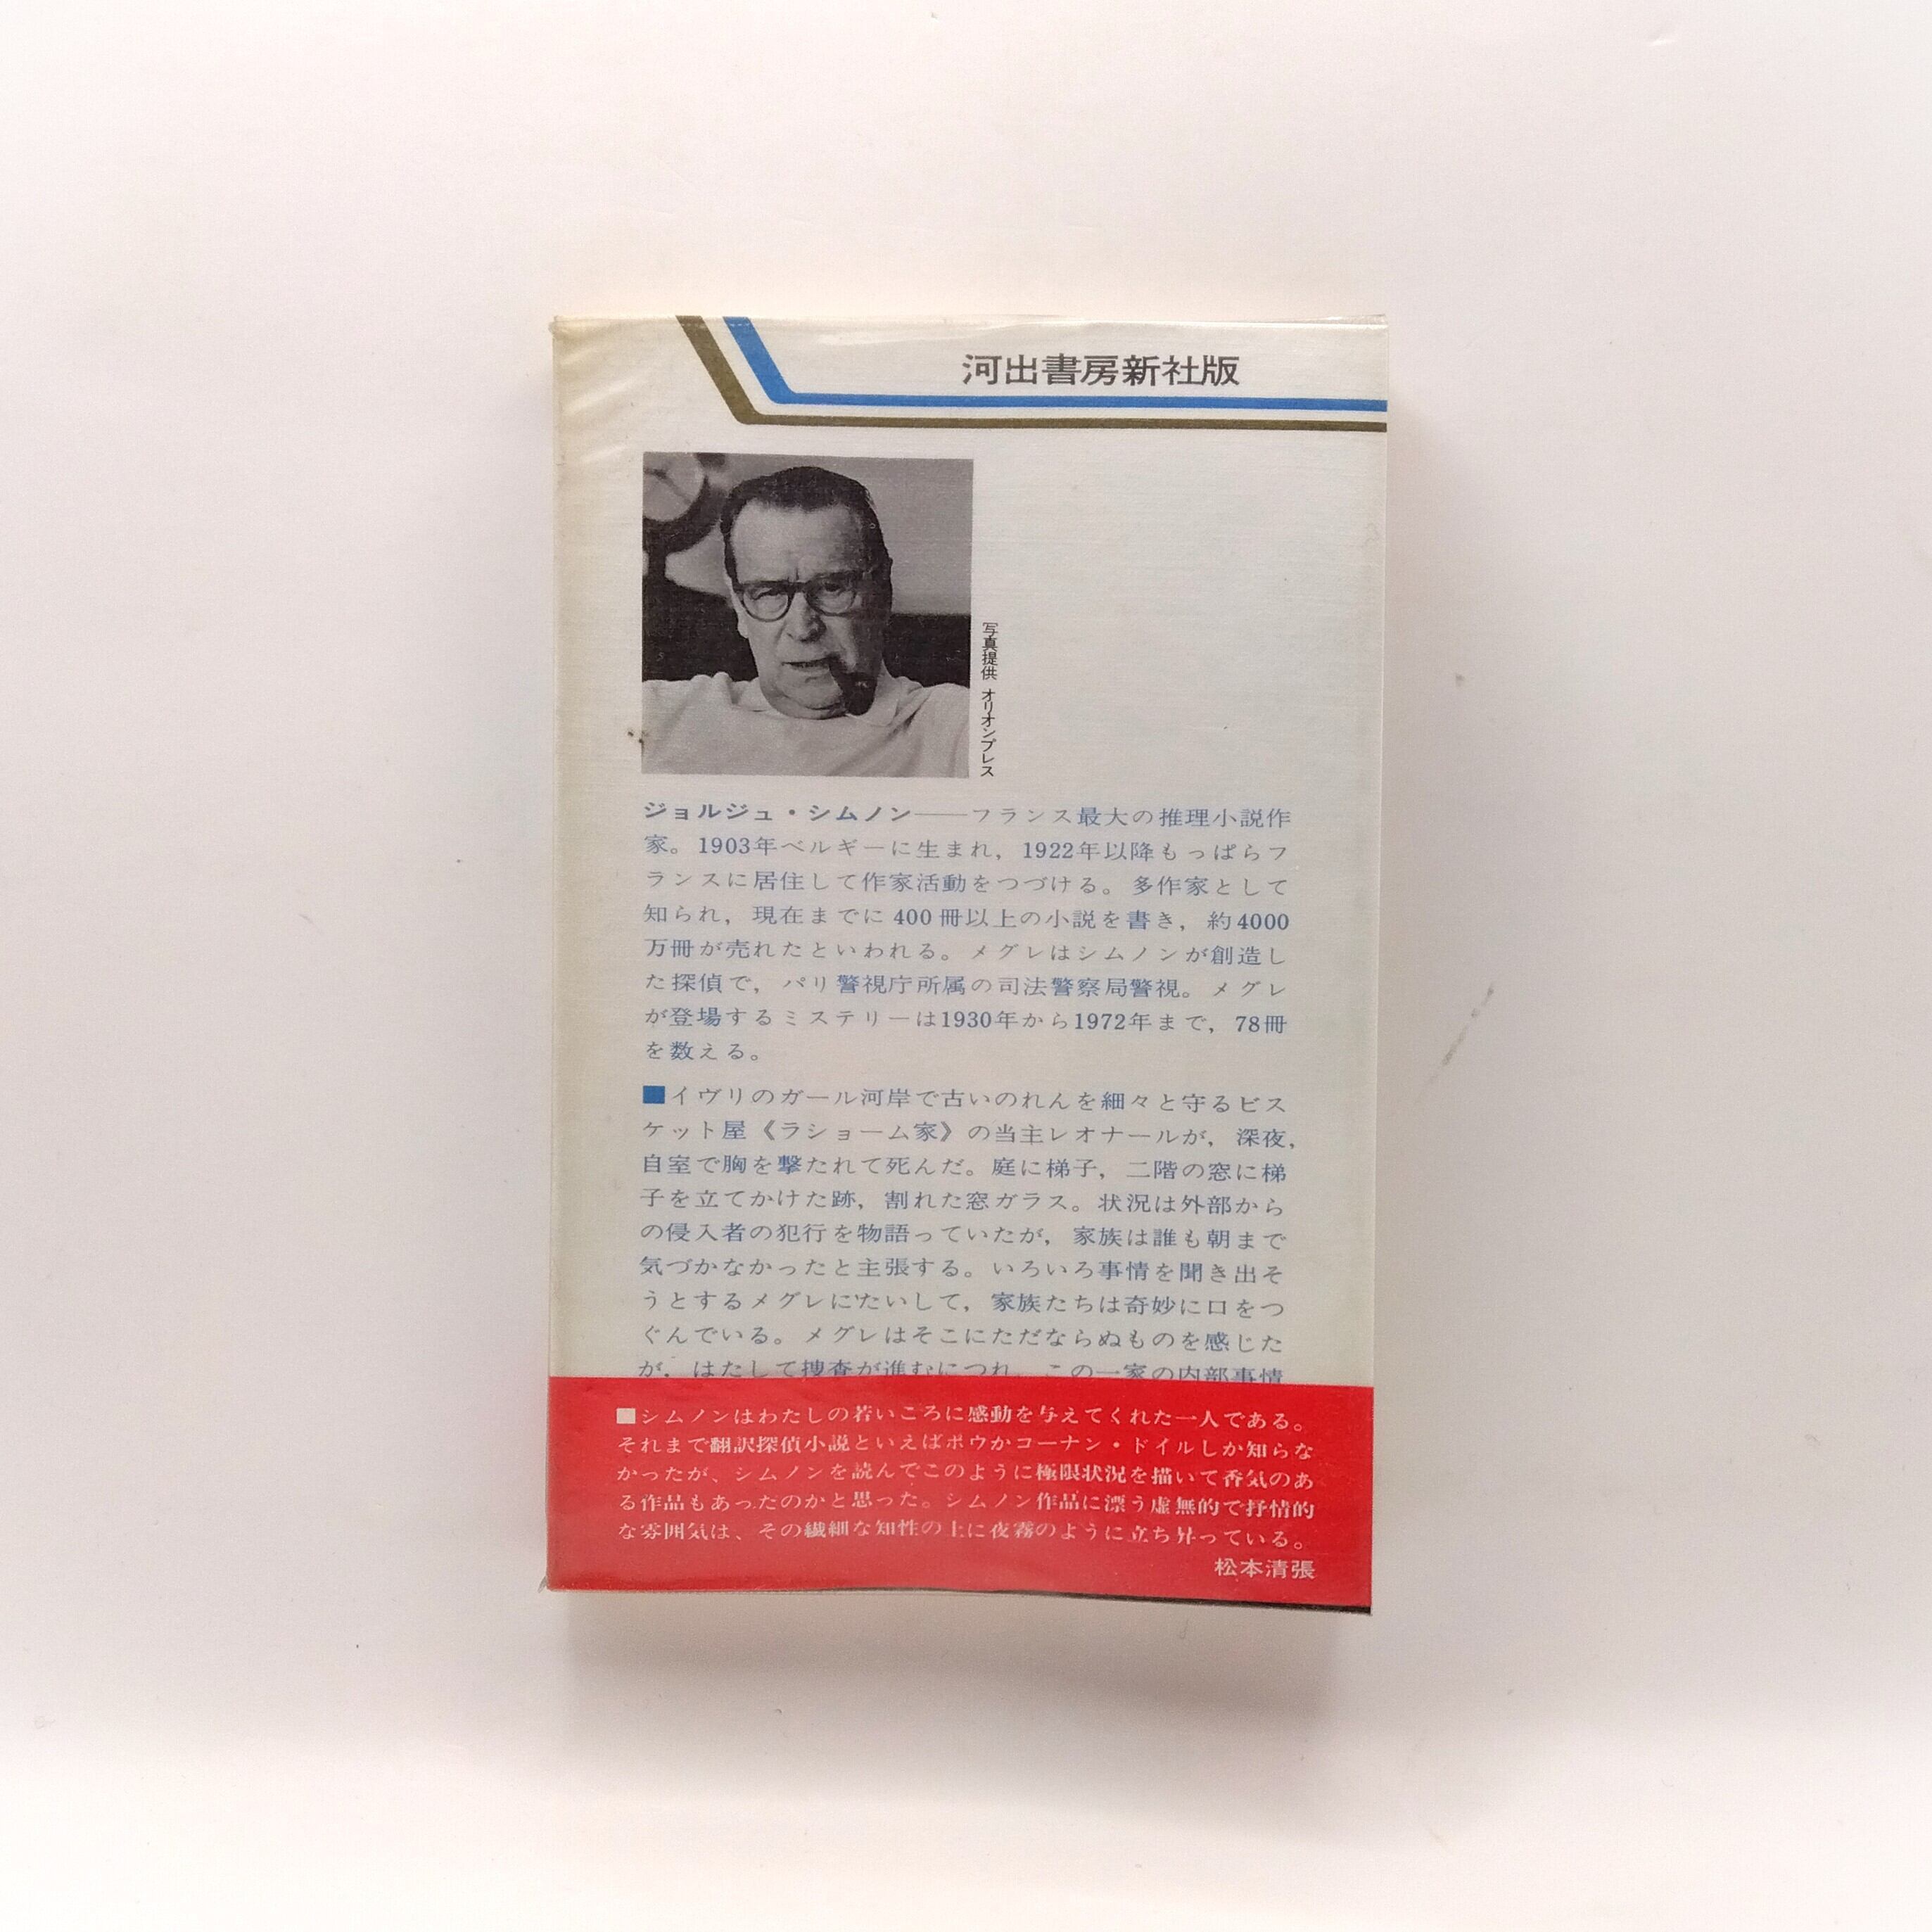 河出書房新社版
写真提供 オリオンプレス
ジョルジュ・シムノン――フランス最大の推理小説作
家。1903年ベルギーに生まれ，1922年以降もっぱらフ
ランスに居住して作家活動をつづける。多作家として
知られ，現在までに400冊以上の小説を書き，約4000
万冊が売れたといわれる。メグレはシムノンが創造し
た探偵で，パリ警視庁所属の司法警察局警視。メグレ
が登場するミステリーは1930年から1972年まで，78冊
を数える。
■イヴリのガール河岸で古いのれんを細々と守るビス
ケット屋《ラショーム家》の当主レオナールが，深夜，
自室で胸を撃たれて死んだ。庭に梯子，二階の窓に梯
子を立てかけた跡，割れた窓ガラス。状況は外部から
の侵入者の犯行を物語っていたが，家族は誰も朝まで
気づかなかったと主張する。いろいろ事情を聞き出そ
うとするメグレにたいして，家族たちは奇妙に口をつ
ぐんでいる。メグレはそこにただならぬものを感じた
が，はたして捜査が進むにつれ，この一家の内部事情
■シムノンはわたしの若いころに感動を与えてくれた一人である。
それまで翻訳探偵小説といえばポウかコーナン・ドイルしか知らな
かったが、シムノンを読んでこのように極限状況を描いて香気のあ
る作品もあったのかと思った。シムノン作品に漂う虚無的で抒情的
な雰囲気は、その繊細な知性の上に夜霧のように立ち昇っている。
松本清張